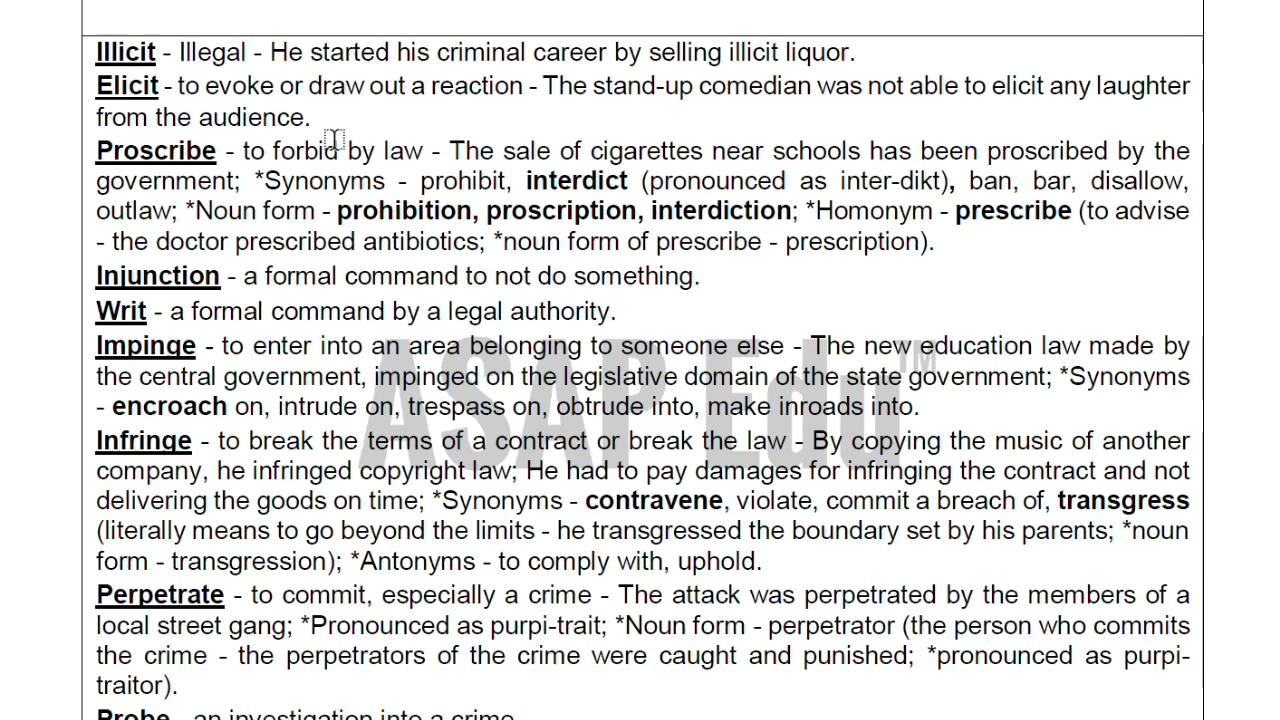 Illicit - Illegal - He started his criminal career by selling illicit liquor.
Elicit - to evoke or draw out a reaction - The stand-up comedian was not able to elicit any laughter
from the audience.
Proscribe - to forbid by law - The sale of cigarettes near schools has been proscribed by the
government; *Synonyms - prohibit, interdict (pronounced as inter-dikt), ban, bar, disallow,
outlaw; *Noun form - prohibition, proscription, interdiction; *Homonym - prescribe (to advise
- the doctor prescribed antibiotics; *noun form of prescribe - prescription).
Injunction - a formal command to not do something.
Writ - a formal command by a legal authority.
Impinge - to enter into an area belonging to someone else - The new education law made by
the central government, impinged on the legislative domain of the state government; *Synonyms
- encroach on, intrude on, trespass on, obtrude into, make inroads into.
ASAP Edu™
Infringe - to break the terms of a contract or break the law - By copying the music of another
company, he infringed copyright law; He had to pay damages for infringing the contract and not
delivering the goods on time; *Synonyms - contravene, violate, commit a breach of, transgress
(literally means to go beyond the limits - he transgressed the boundary set by his parents; *noun
form - transgression); *Antonyms - to comply with, uphold.
Perpetrate - to commit, especially a crime - The attack was perpetrated by the members of a
local street gang; *Pronounced as purpi-trait; *Noun form - perpetrator (the person who commits
the crime - the perpetrators of the crime were caught and punished; *pronounced as purpi-
traitor).
Probe - an investigation into a crime.